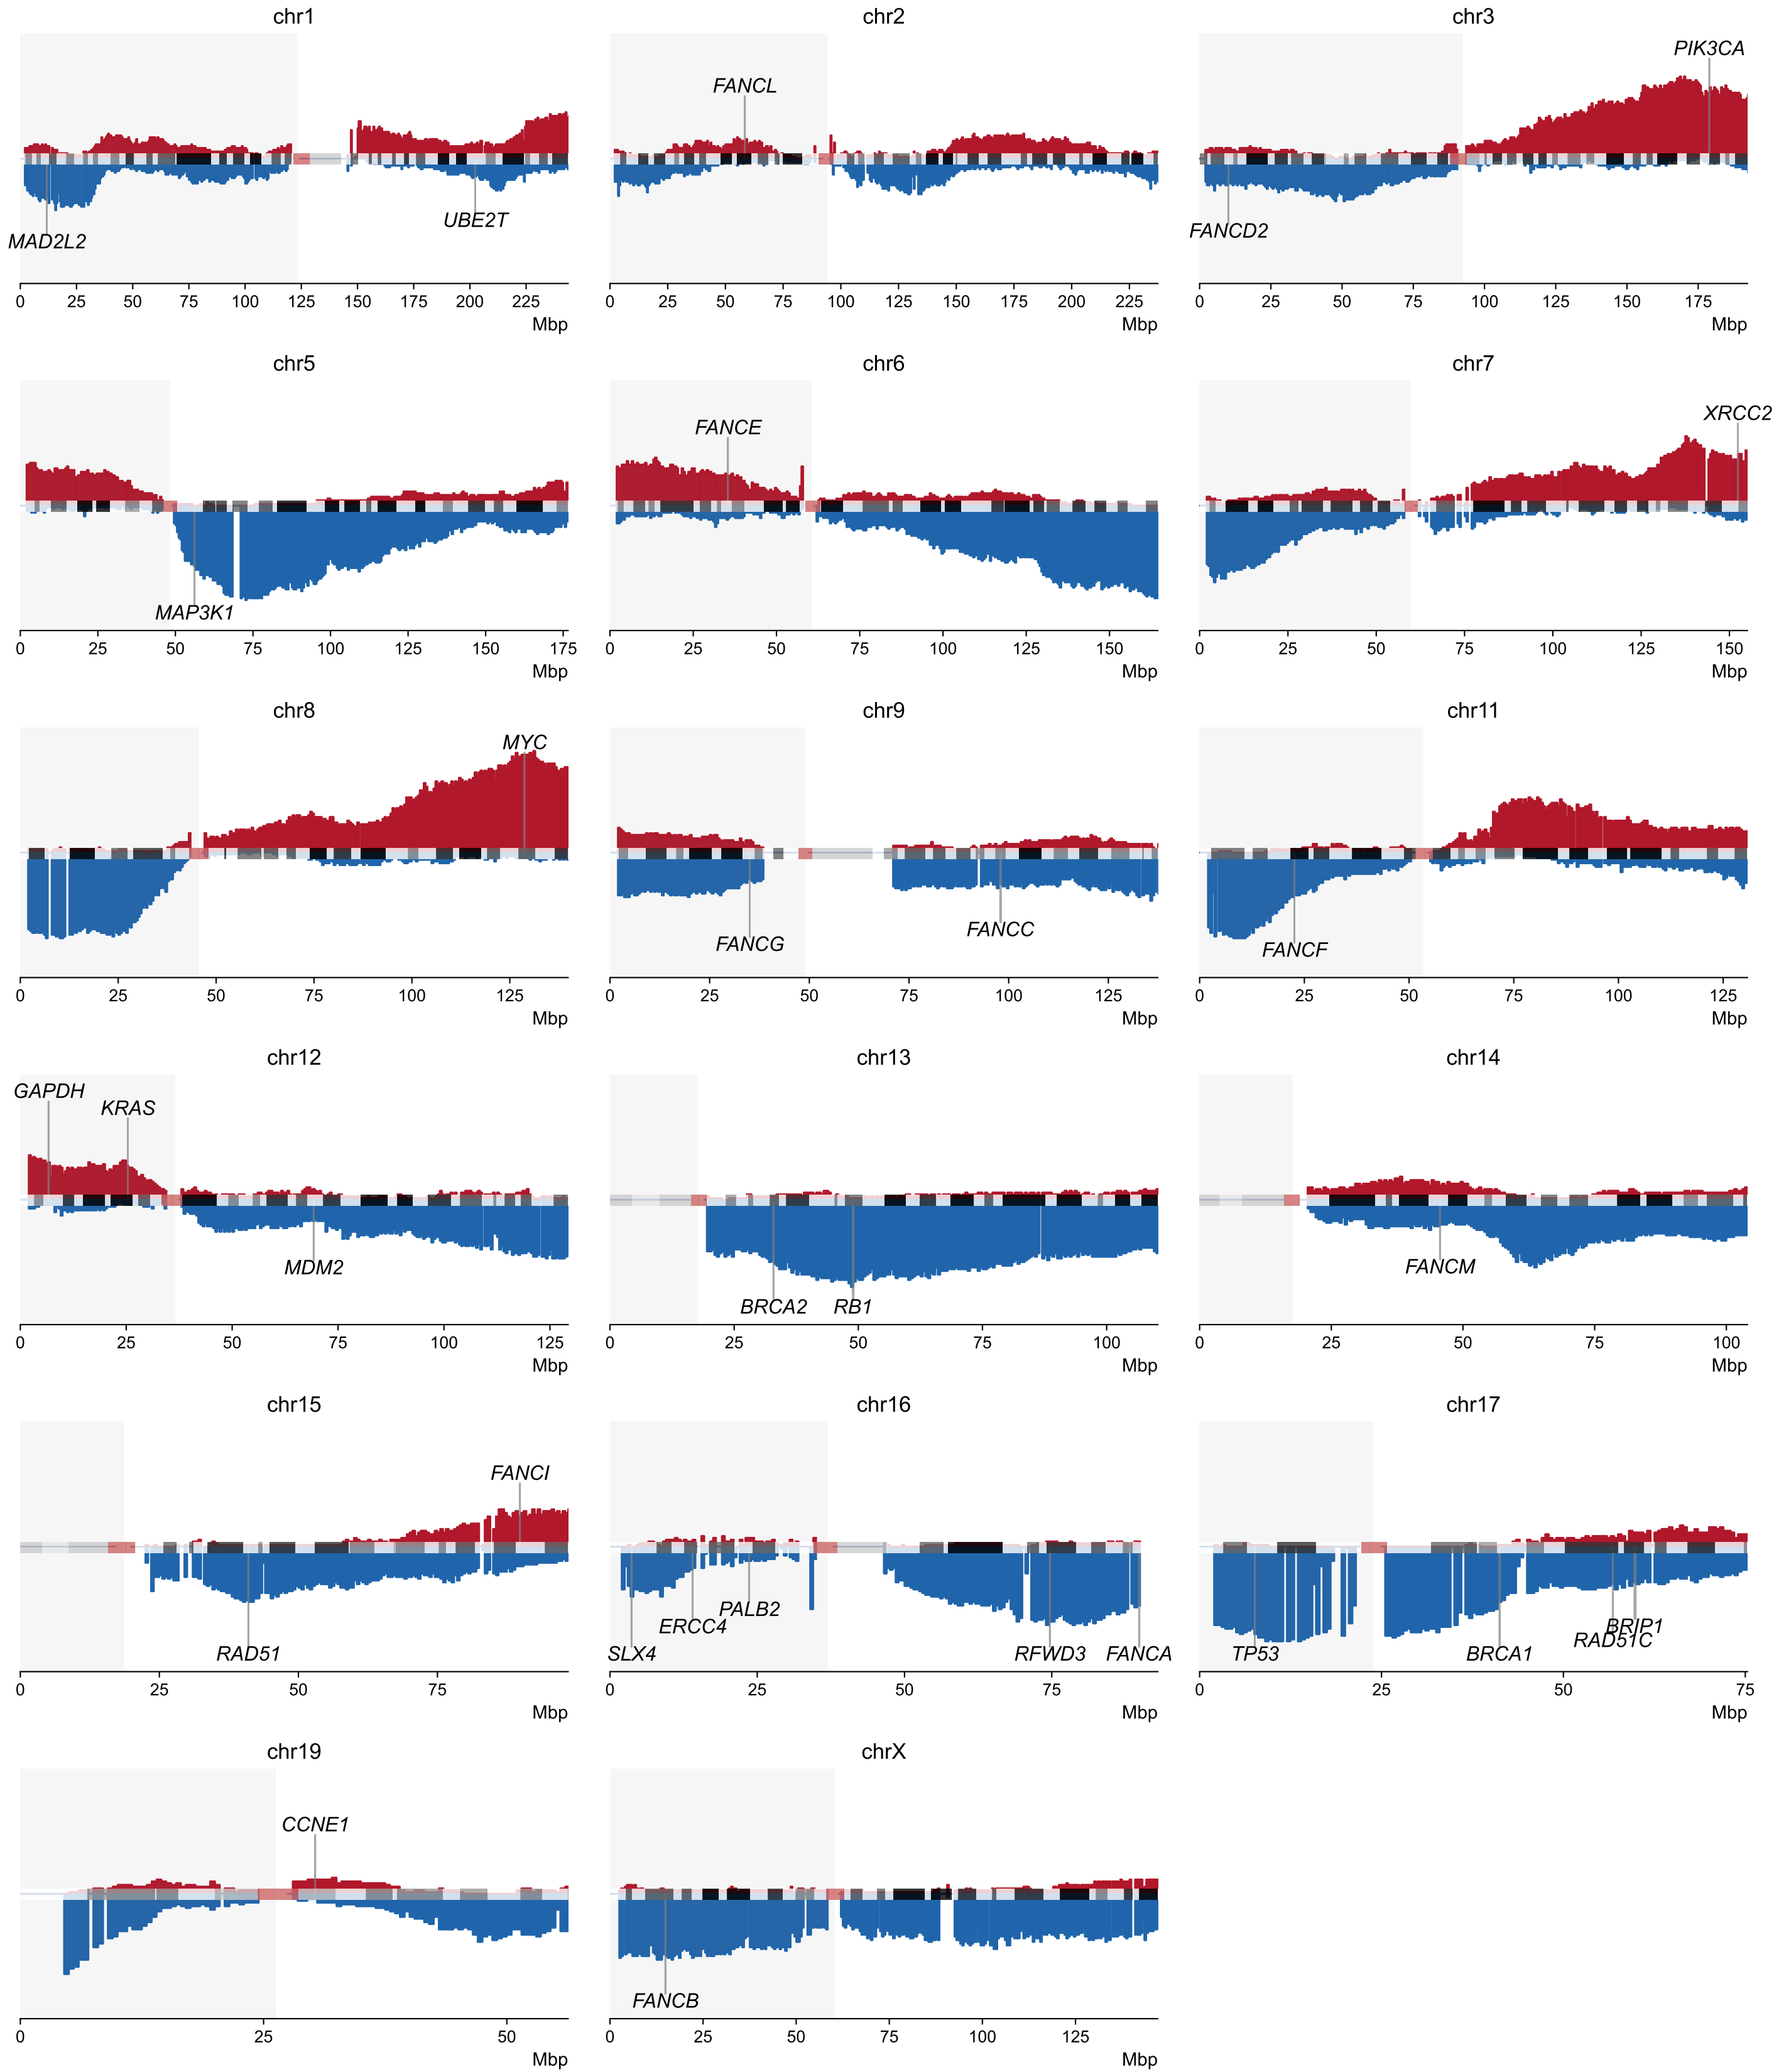 chr1
MAD2L2
UBE2T
0 25 50 75 100 125 150 175 200 225
Mbp
chr2
FANCL
0 25 50 75 100 125 150 175 200 225
Mbp
chr3
PIK3CA
FANCD2
0 25 50 75 100 125 150 175
Mbp
chr5
MAP3K1
0 25 50 75 100 125 150 175
Mbp
chr6
FANCE
0 25 50 75 100 125 150
Mbp
chr7
XRCC2
0 25 50 75 100 125 150
Mbp
chr8
MYC
0 25 50 75 100 125
Mbp
chr9
FANCG
FANCC
0 25 50 75 100 125
Mbp
chr11
FANCF
0 25 50 75 100 125
Mbp
chr12
GAPDH
KRAS
MDM2
0 25 50 75 100 125
Mbp
chr13
BRCA2 RB1
0 25 50 75 100
Mbp
chr14
FANCM
0 25 50 75 100
Mbp
chr15
FANCI
RAD51
0 25 50 75
Mbp
chr16
PALB2
ERCC4
SLX4 RFWD3 FANCA
0 25 50 75
Mbp
chr17
BRIP1
RAD51C
TP53 BRCA1
0 25 50 75
Mbp
chr19
CCNE1
0 25 50
Mbp
chrX
FANCB
0 25 50 75 100 125
Mbp